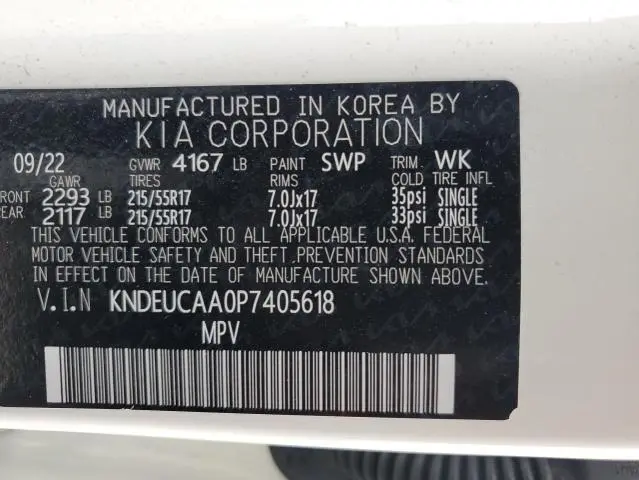 MANUFACTURED IN KOREA BY
KIA CORPORATION
09/22 GVWR 4167 LB PAINT SWP TRIM WK
GAWR TIRES RIMS COLD TIRE INFL
FRONT 2293 LB 215/55R17 7.0Jx17 35psi SINGLE
REAR 2117 LB 215/55R17 7.0Jx17 33psi SINGLE
THIS VEHICLE CONFORMS TO ALL APPLICABLE U.S.A. FEDERAL
MOTOR VEHICLE SAFETY AND THEFT PREVENTION STANDARDS
IN EFFECT ON THE DATE OF MANUFACTURE SHOWN ABOVE.
V.I.N KNDEUCAA0P7405618
MPV